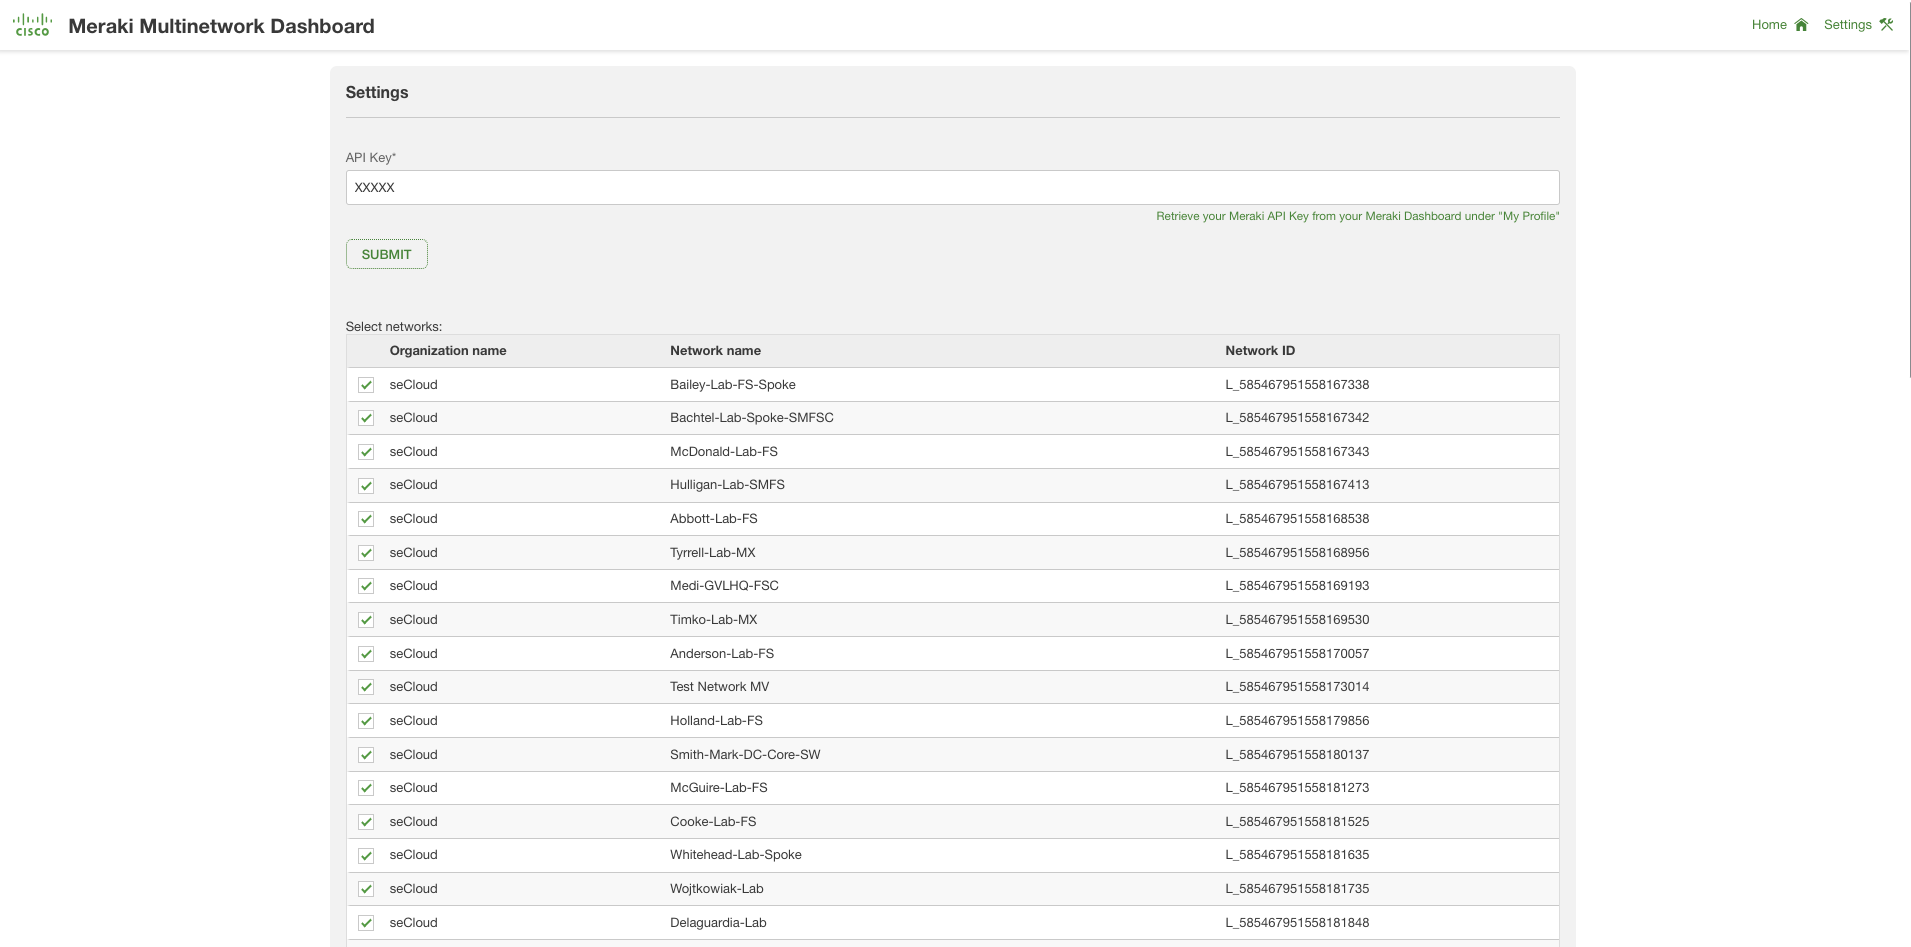 CISCO Meraki Multinetwork Dashboard Home Settings
Settings
API Key*
XXXXX
Retrieve your Meraki API Key from your Meraki Dashboard under "My Profile"
SUBMIT
Select networks:
Organization name Network name Network ID
seCloud Bailey-Lab-FS-Spoke L_585467951558167338
seCloud Bachtel-Lab-Spoke-SMFSC L_585467951558167342
seCloud McDonald-Lab-FS L_585467951558167343
seCloud Hulligan-Lab-SMFS L_585467951558167413
seCloud Abbott-Lab-FS L_585467951558168538
seCloud Tyrrell-Lab-MX L_585467951558168956
seCloud Medi-GVLHQ-FSC L_585467951558169193
seCloud Timko-Lab-MX L_585467951558169530
seCloud Anderson-Lab-FS L_585467951558170057
seCloud Test Network MV L_585467951558173014
seCloud Holland-Lab-FS L_585467951558179856
seCloud Smith-Mark-DC-Core-SW L_585467951558180137
seCloud McGuire-Lab-FS L_585467951558181273
seCloud Cooke-Lab-FS L_585467951558181525
seCloud Whitehead-Lab-Spoke L_585467951558181635
seCloud Wojtkowiak-Lab L_585467951558181735
seCloud Delaguardia-Lab L_585467951558181848